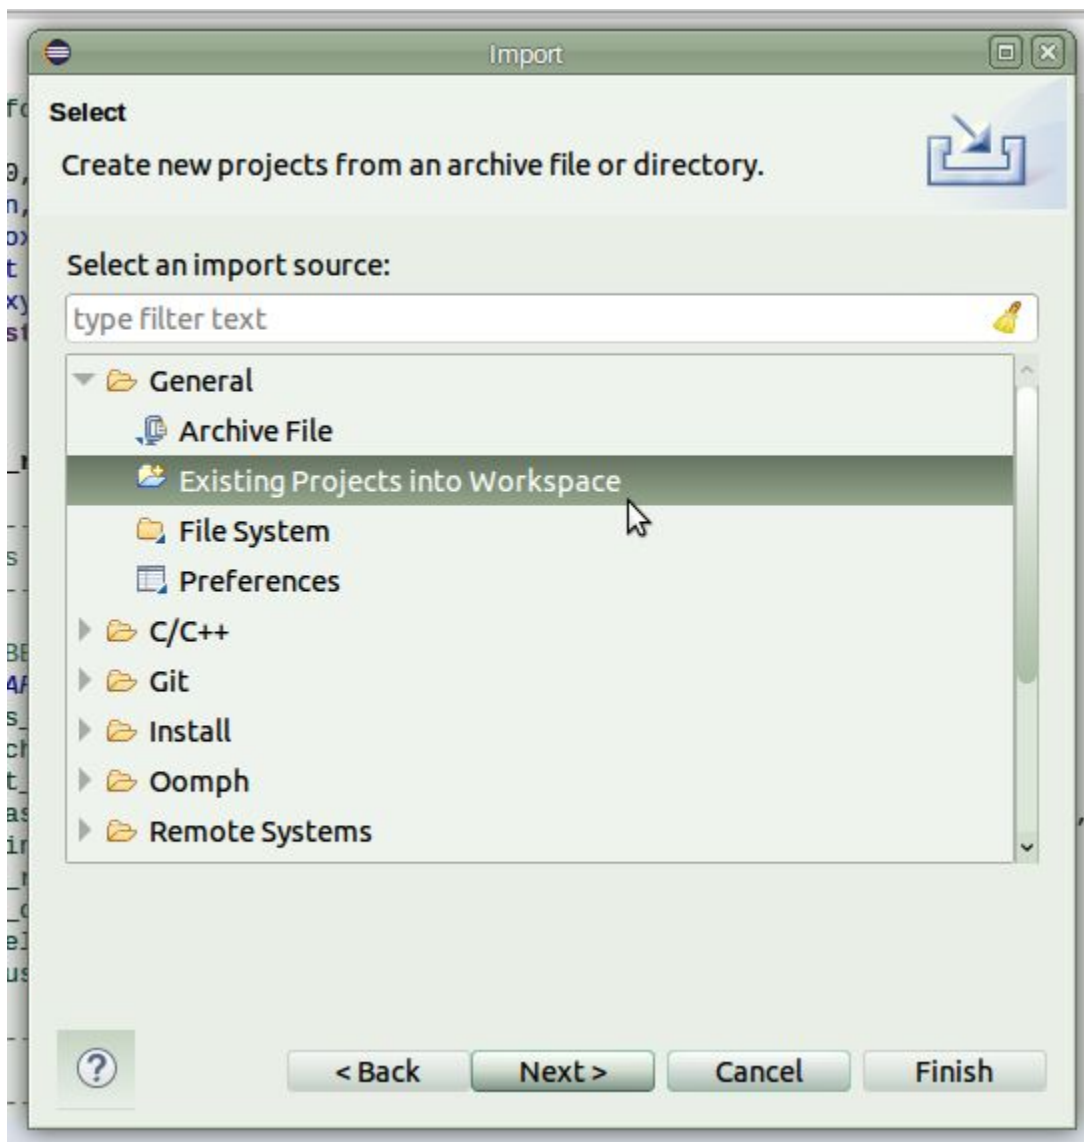 Import
Select
Create new projects from an archive file or directory.
Select an import source:
type filter text
General
Archive File
Existing Projects into Workspace
File System
Preferences
C/C++
Git
Install
Oomph
Remote Systems
?
< Back
Next >
Cancel
Finish